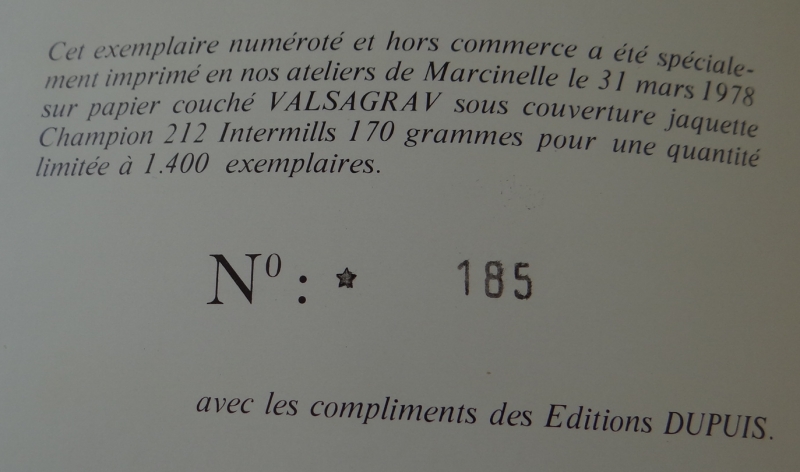 Cet exemplaire numéroté et hors commerce a été spéciale-
ment imprimé en nos ateliers de Marcinelle le 31 mars 1978
sur papier couché VALSAGRAV sous couverture jaquette
Champion 212 Intermills 170 grammes pour une quantité
limitée à 1.400 exemplaires.
N⁰ : * 185
avec les compliments des Editions DUPUIS.